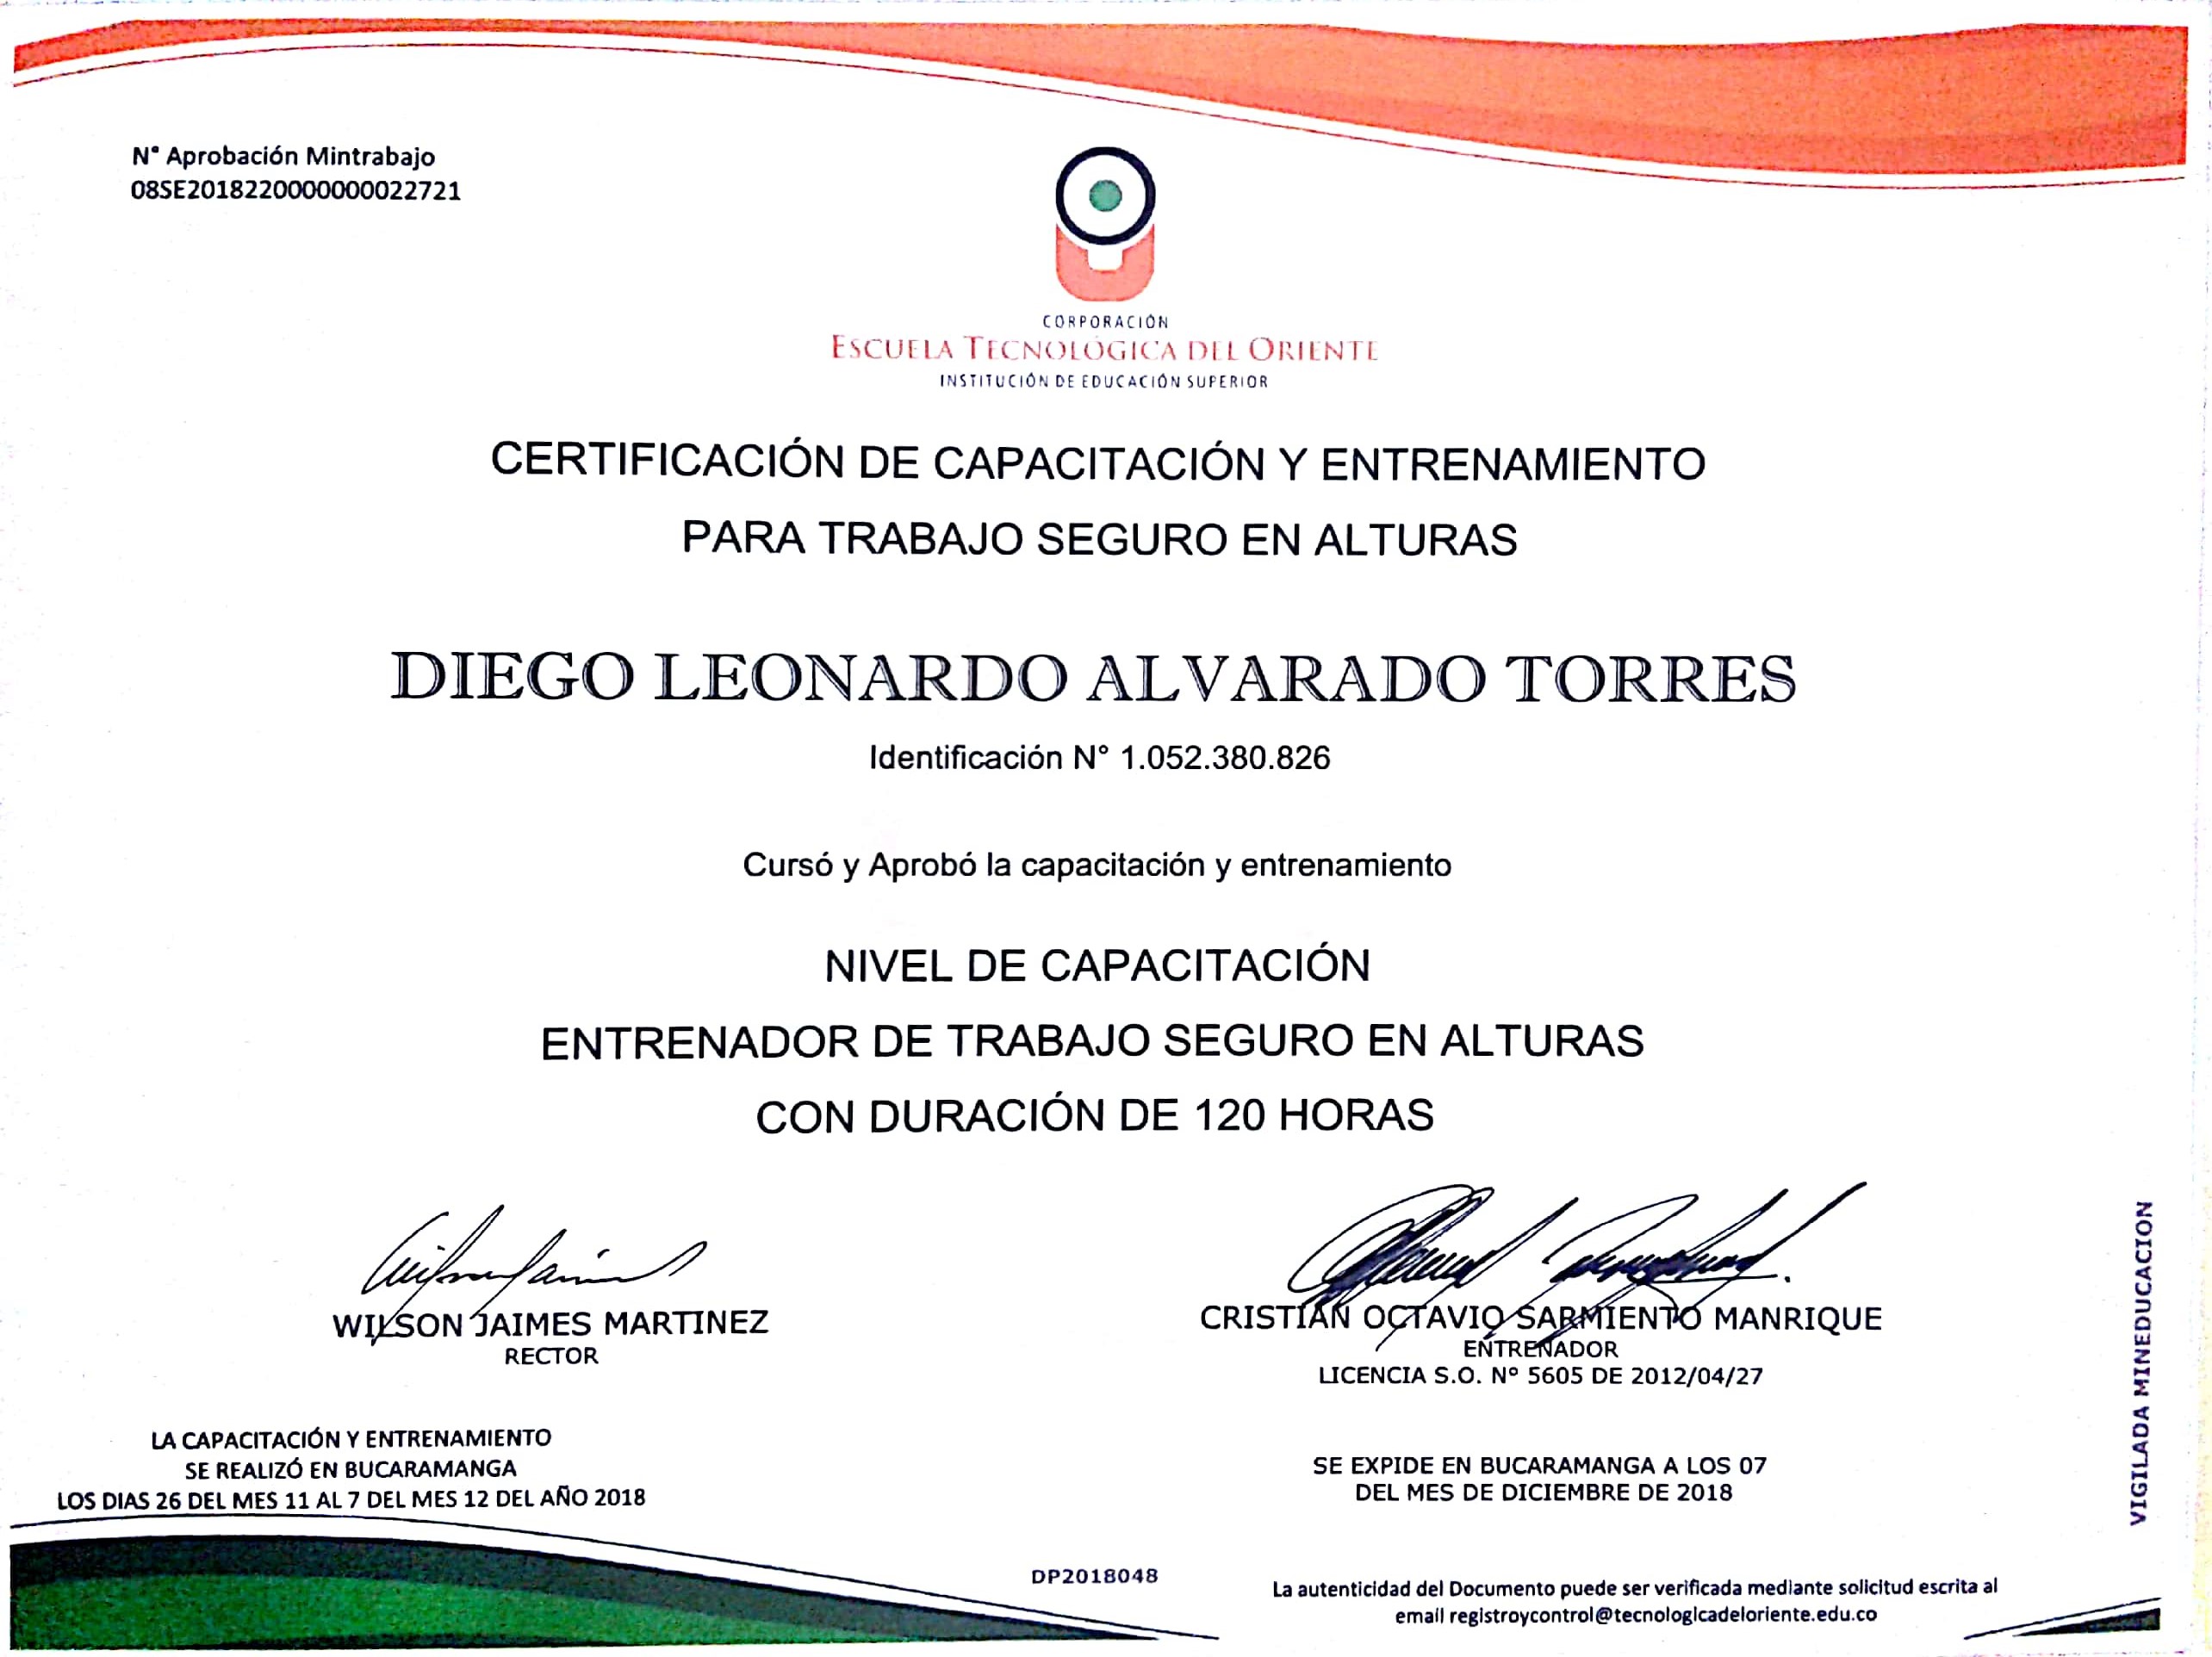 N° Aprobación Mintrabajo
08SE2018220000000022721
CORPORACIÓN
ESCUELA TECNOLÓGICA DEL ORIENTE
INSTITUCIÓN DE EDUCACIÓN SUPERIOR
CERTIFICACIÓN DE CAPACITACIÓN Y ENTRENAMIENTO
PARA TRABAJO SEGURO EN ALTURAS
DIEGO LEONARDO ALVARADO TORRES
Identificación N° 1.052.380.826
Cursó y Aprobó la capacitación y entrenamiento
NIVEL DE CAPACITACIÓN
ENTRENADOR DE TRABAJO SEGURO EN ALTURAS
CON DURACIÓN DE 120 HORAS
WILSON JAIMES MARTINEZ
RECTOR
CRISTIAN OCTAVIO SARMIENTO MANRIQUE
ENTRENADOR
LICENCIA S.O. Nº 5605 DE 2012/04/27
LA CAPACITACIÓN Y ENTRENAMIENTO
SE REALIZÓ EN BUCARAMANGA
LOS DIAS 26 DEL MES 11 AL 7 DEL MES 12 DEL AÑO 2018
SE EXPIDE EN BUCARAMANGA A LOS 07
DEL MES DE DICIEMBRE DE 2018
DP2018048
La autenticidad del Documento puede ser verificada mediante solicitud escrita al
email registroycontrol@tecnologicadeloriente.edu.co
VIGILADA MINEDUCACION